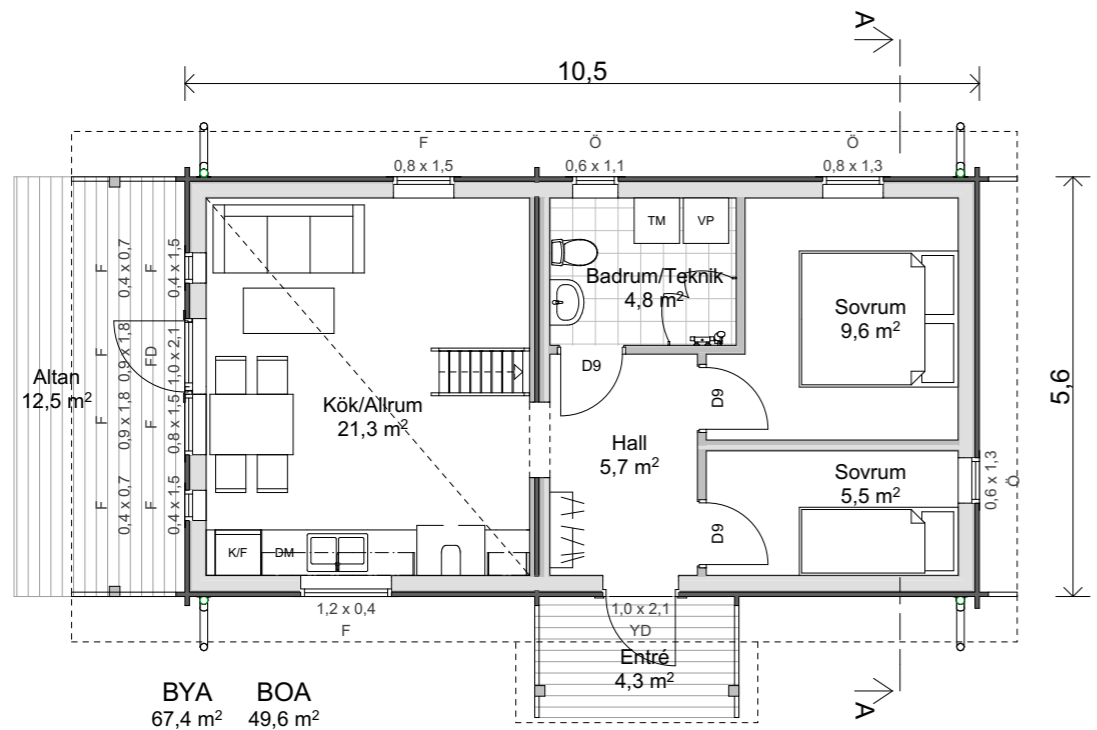 A
10,5
F
0,8 x 1,5
Ö
0,6 x 1,1
Ö
0,8 x 1,3
TM
VP
Badrum/Teknik
4,8 m²
Sovrum
9,6 m²
F
0,4 x 0,7
F
0,4 x 1,5
F
0,9 x 1,8
FD
1,0 x 2,1
Altan
12,5 m²
F
0,9 x 1,8
F
0,8 x 1,5
F
0,4 x 0,7
F
0,4 x 1,5
Kök/Allrum
21,3 m²
D9
D9
5,6
Hall
5,7 m²
Sovrum
5,5 m²
0,6 x 1,3
Ö
D9
K/F
DM
1,2 x 0,4
F
1,0 x 2,1
YD
Entré
4,3 m²
A
BYA
67,4 m²
BOA
49,6 m²